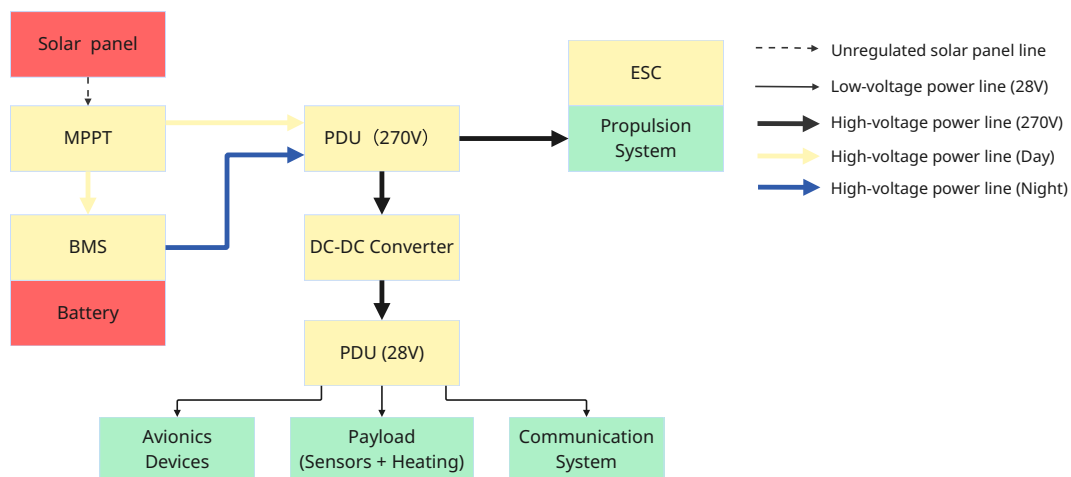 Solar panel
MPPT
BMS
Battery
PDU（270V）
DC-DC Converter
PDU (28V)
ESC
Propulsion
System
Avionics
Devices
Payload
(Sensors + Heating)
Communication
System
Unregulated solar panel line
Low-voltage power line (28V)
High-voltage power line (270V)
High-voltage power line (Day)
High-voltage power line (Night)